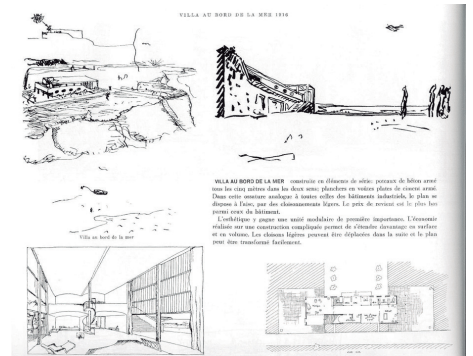 VILLA AU BORD DE LA MER 1916
VILLA AU BORD DE LA MER construite en éléments de série: poteaux de béton armé
tous les cinq mètres dans les deux sens; planchers en voûtes plates de ciment armé.
Dans cette ossature analogue à toutes celles des bâtiments industriels, le plan se
dispose à l'aise, par des cloisonnements légers. Le prix de revient est le plus bas
parmi ceux du bâtiment.
L'esthétique y gagne une unité modulaire de première importance. L'économie
réalisée sur une construction compliquée permet de s'étendre davantage en surface
et en volume. Les cloisons légères peuvent être déplacées dans la suite et le plan
peut être transformé facilement.
Villa au bord de la mer